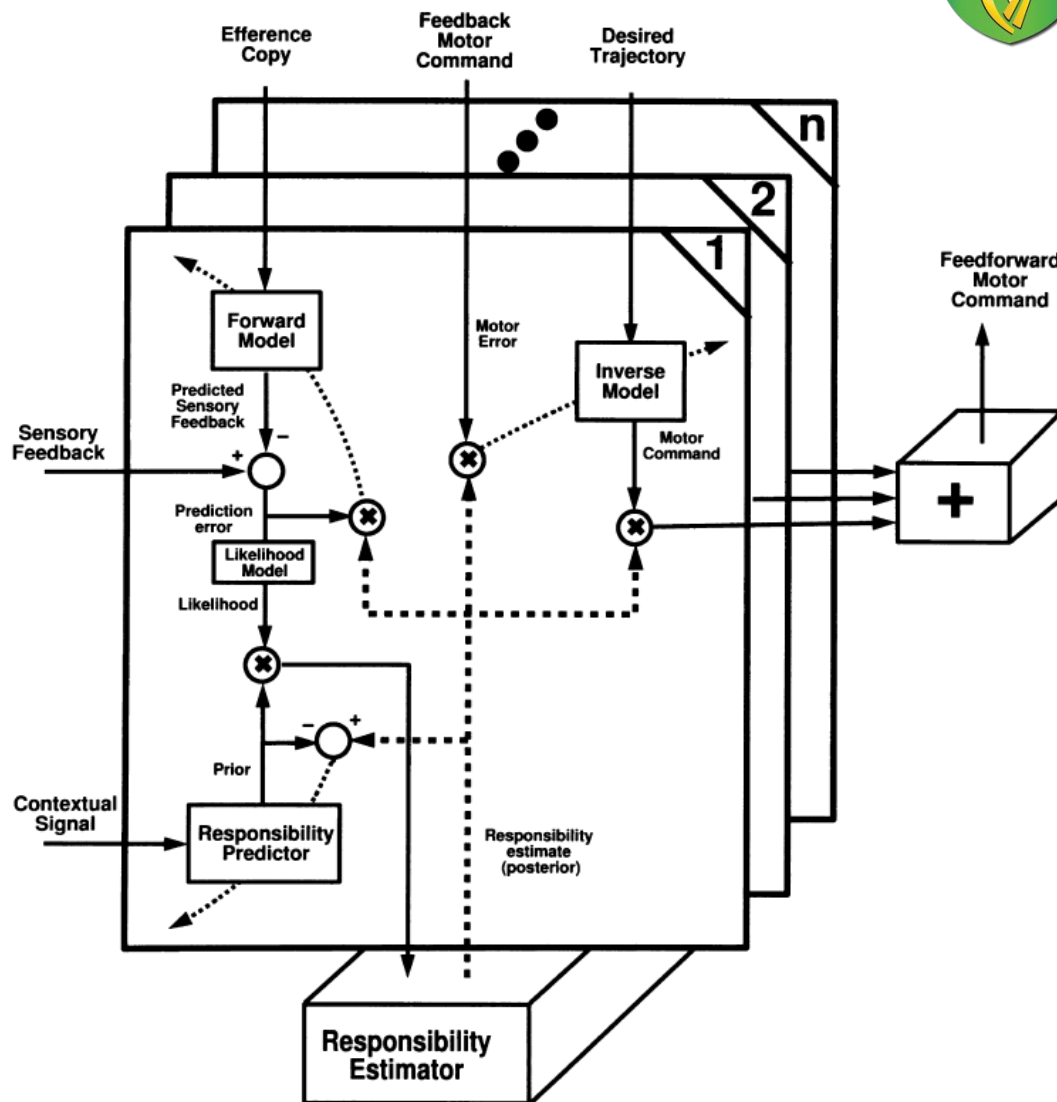 Efference
Copy
Feedback
Motor
Command
Desired
Trajectory
n
2
1
Feedforward
Motor
Command
Forward
Model
Motor
Error
Inverse
Model
Predicted
Sensory
Feedback
−
Sensory
Feedback
+
Motor
Command
+
Prediction
error
Likelihood
Model
Likelihood
− +
Prior
Contextual
Signal
Responsibility
Predictor
Responsibility
estimate
(posterior)
Responsibility
Estimator